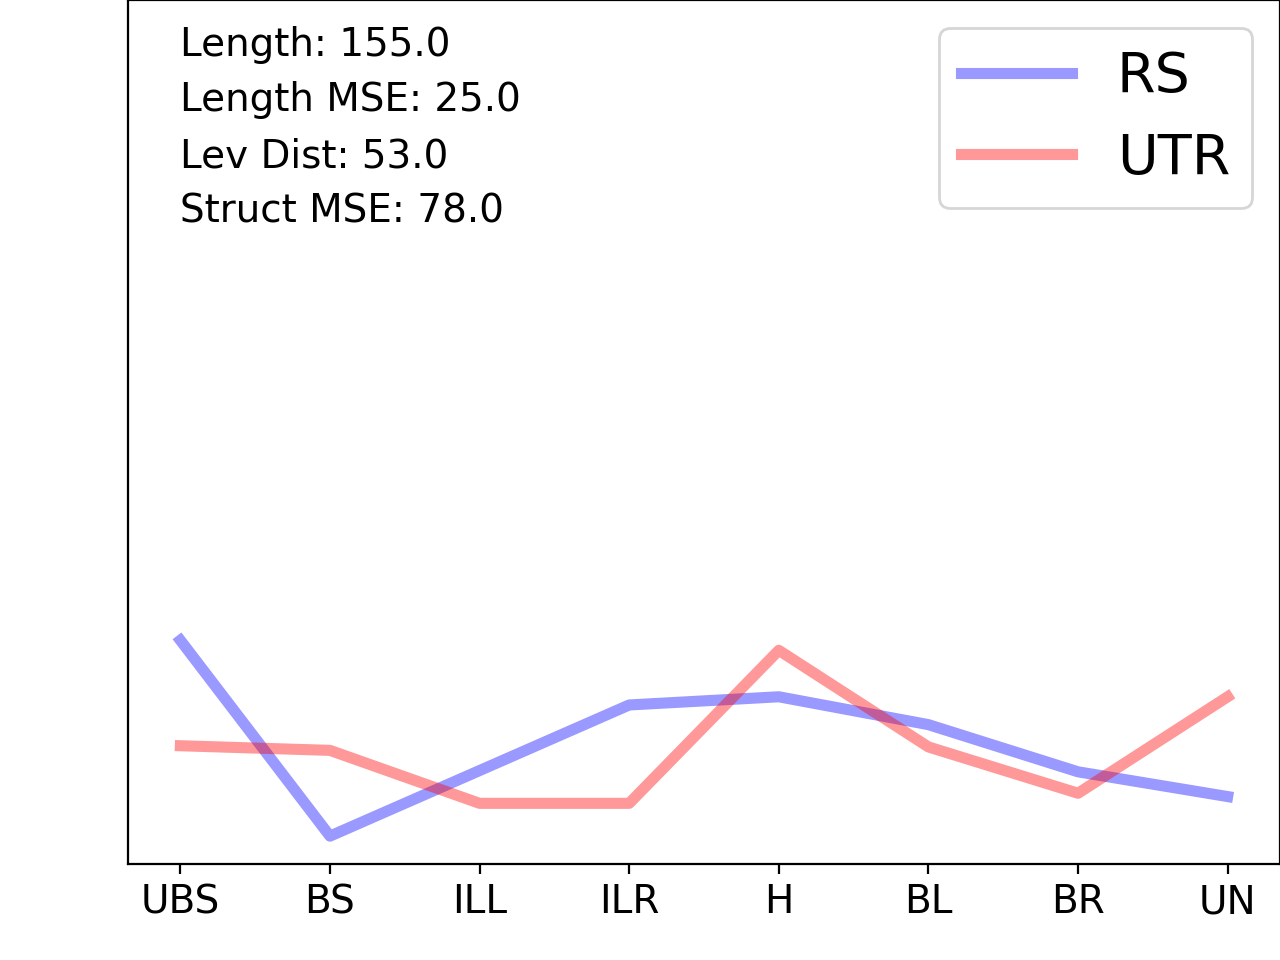 Length: 155.0
Length MSE: 25.0
Lev Dist: 53.0
Struct MSE: 78.0
RS
UTR
UBS BS ILL ILR H BL BR UN